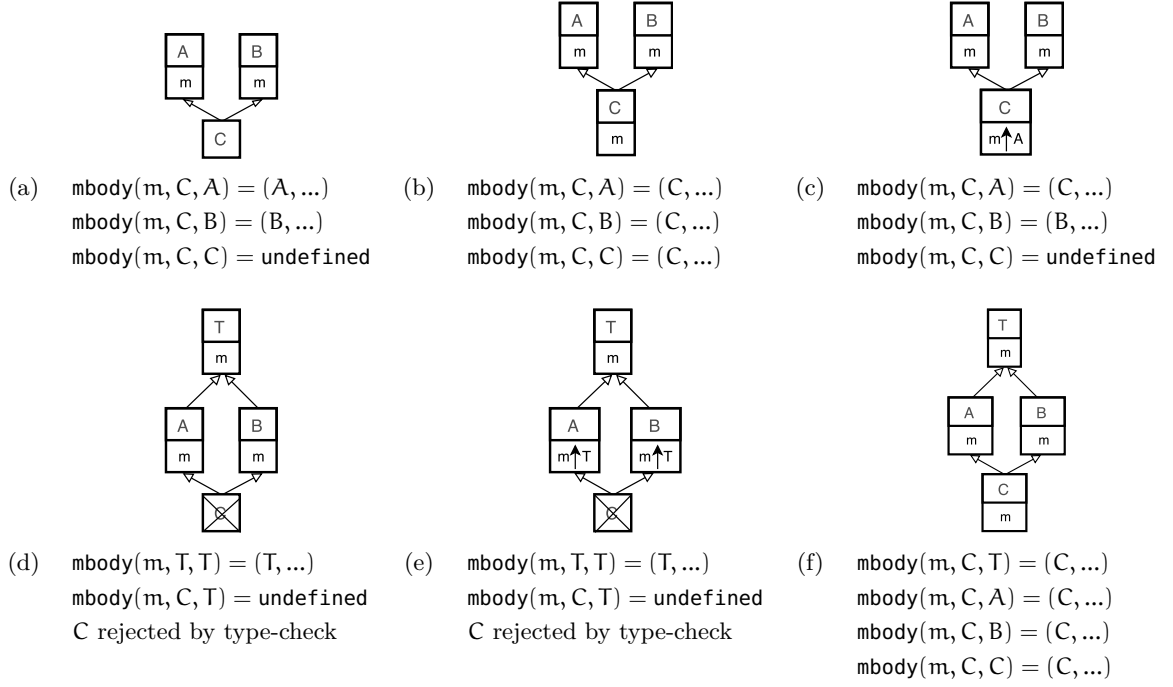 A B
m m
C
(a) mbody(m, C, A) = (A, ...)
mbody(m, C, B) = (B, ...)
mbody(m, C, C) = undefined
A B
m m
C
m
(b) mbody(m, C, A) = (C, ...)
mbody(m, C, B) = (C, ...)
mbody(m, C, C) = (C, ...)
A B
m m
C
m↑A
(c) mbody(m, C, A) = (C, ...)
mbody(m, C, B) = (B, ...)
mbody(m, C, C) = undefined
T
m
A B
m m
C
(d) mbody(m, T, T) = (T, ...)
mbody(m, C, T) = undefined
C rejected by type-check
T
m
A B
m↑T m↑T
C
(e) mbody(m, T, T) = (T, ...)
mbody(m, C, T) = undefined
C rejected by type-check
T
m
A B
m m
C
m
(f) mbody(m, C, T) = (C, ...)
mbody(m, C, A) = (C, ...)
mbody(m, C, B) = (C, ...)
mbody(m, C, C) = (C, ...)